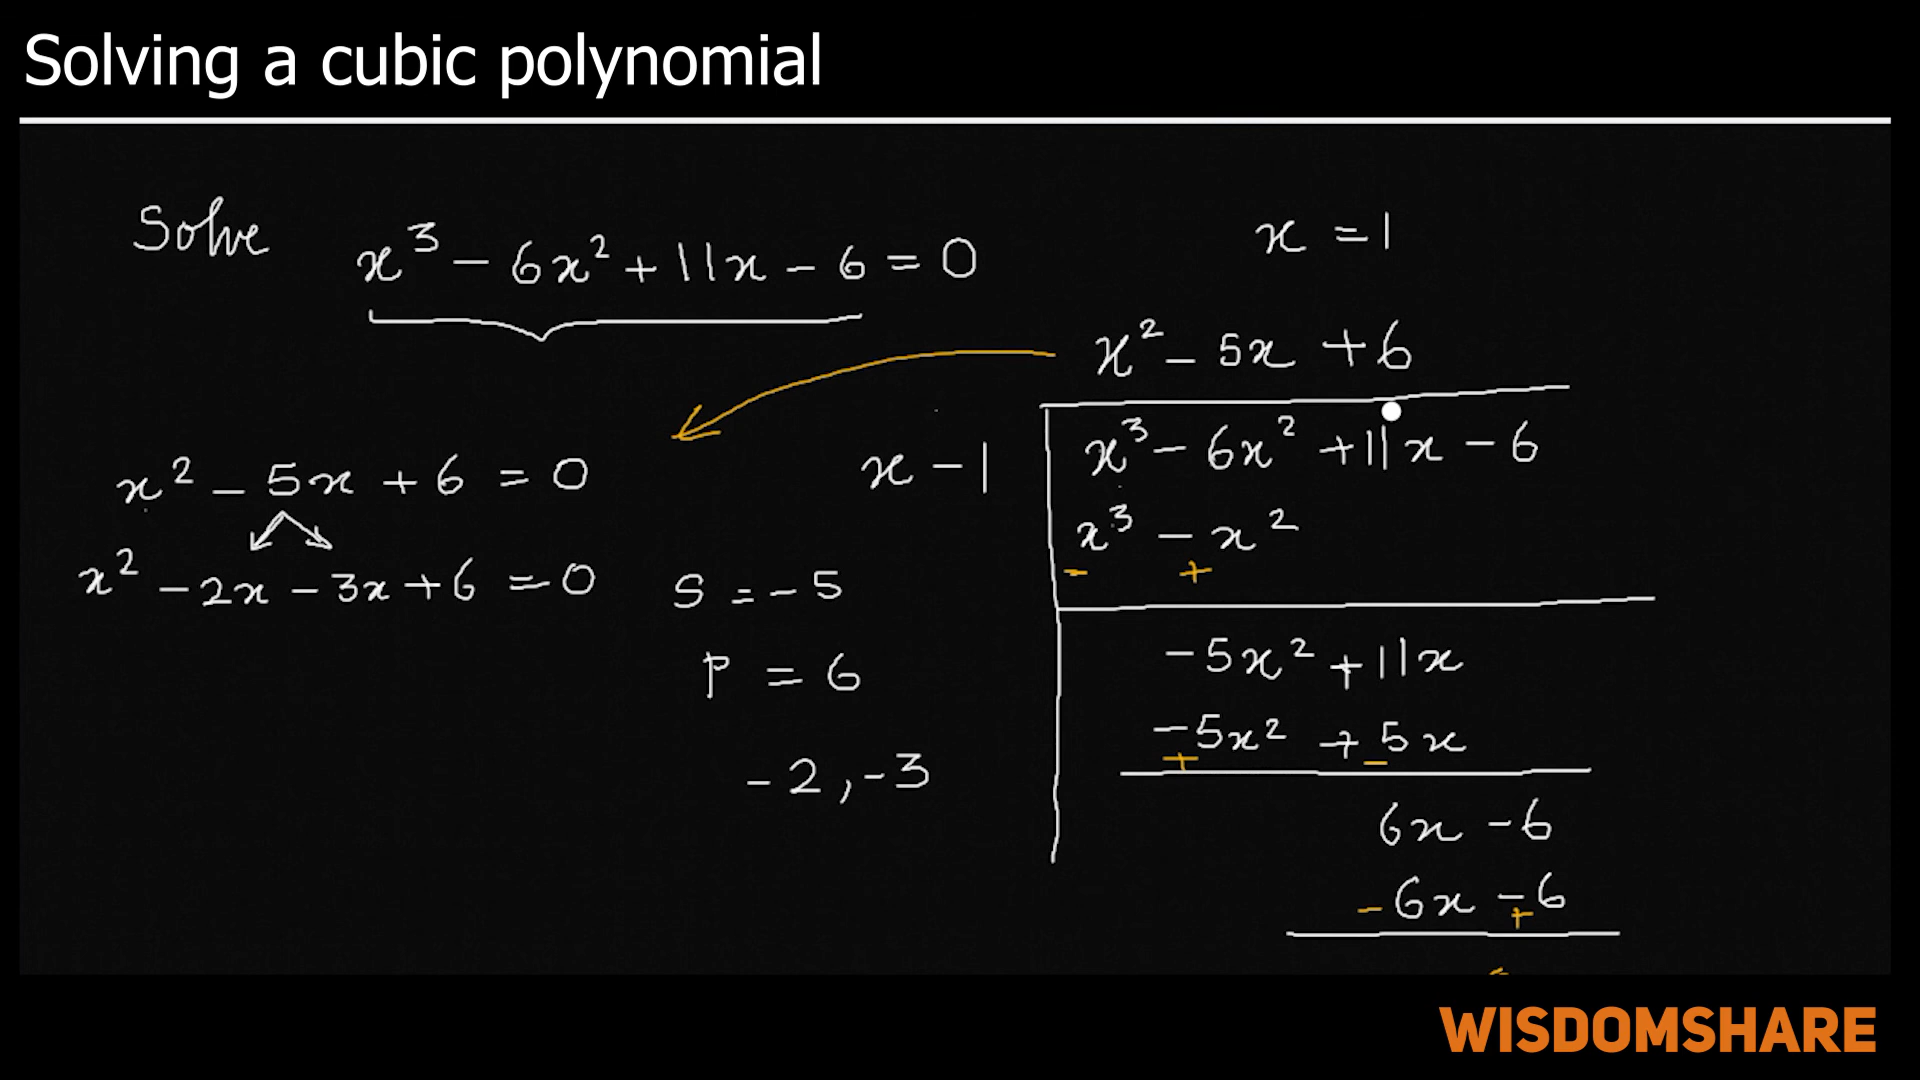 Solving a cubic polynomial
Solve x³ - 6x² + 11x - 6 = 0
x² - 5x + 6 = 0
x² - 2x - 3x + 6 = 0
S = -5
P = 6
-2, -3
x = 1
x² - 5x + 6
x - 1
x³ - 6x² + 11x - 6
x³ - x²
- +
-5x² + 11x
-5x² + 5x
+ -
6x - 6
6x - 6
- +
WISDOMSHARE